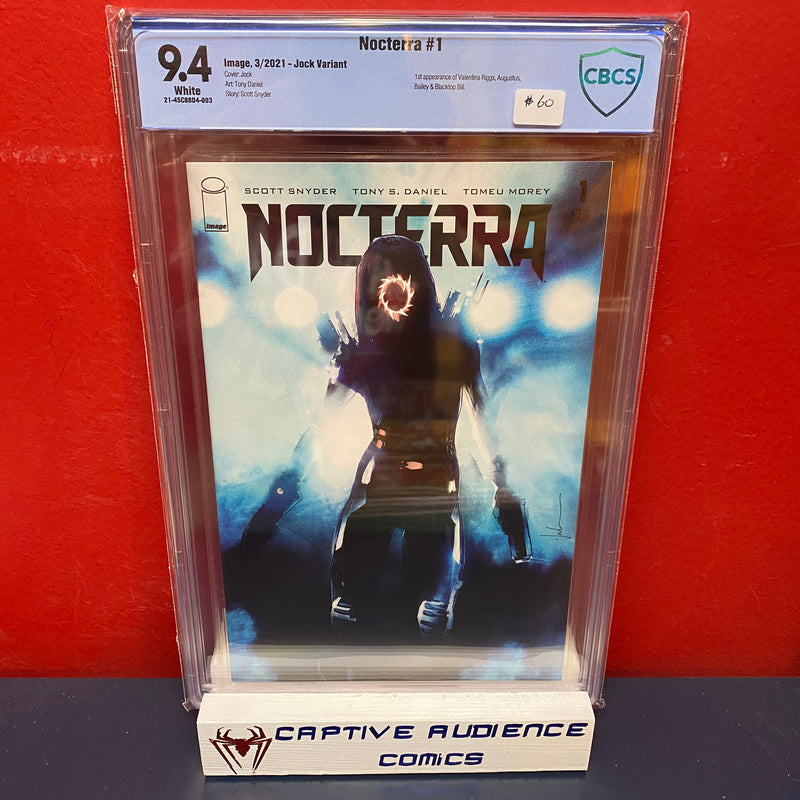 Nocterra #1
9.4
White
21-45C88D4-003
Image, 3/2021 - Jock Variant
Cover: Jock
Art: Tony Daniel
Story: Scott Snyder
1st appearance of Valentina Riggs, Augustus,
Bailey & Blacktop Bill.
$60
CBCS
SCOTT SNYDER TONY S. DANIEL TOMEU MOREY
1
image
NOCTERRA
CAPTIVE AUDIENCE
COMiCS